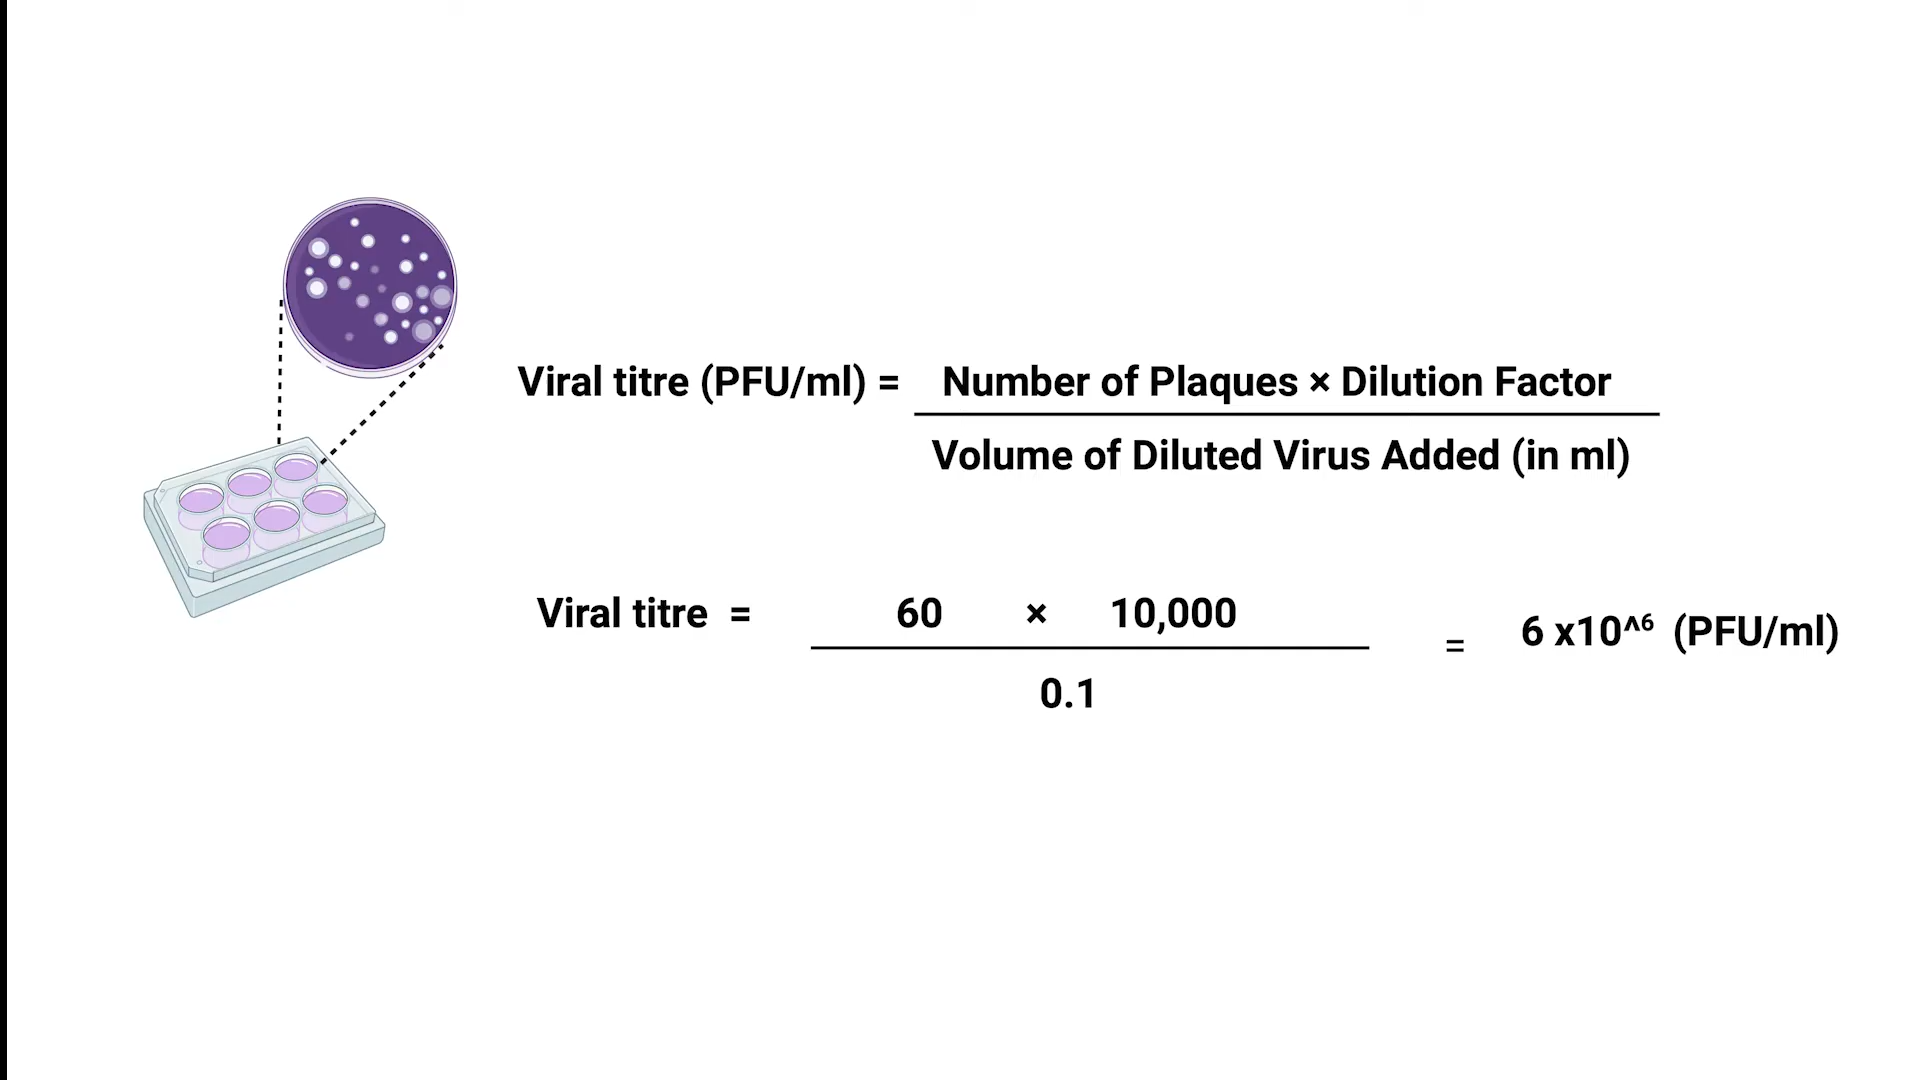 Viral titre (PFU/ml) = Number of Plaques × Dilution Factor
Volume of Diluted Virus Added (in ml)
Viral titre = 60 × 10,000 = 6 x10^⁶ (PFU/ml)
0.1